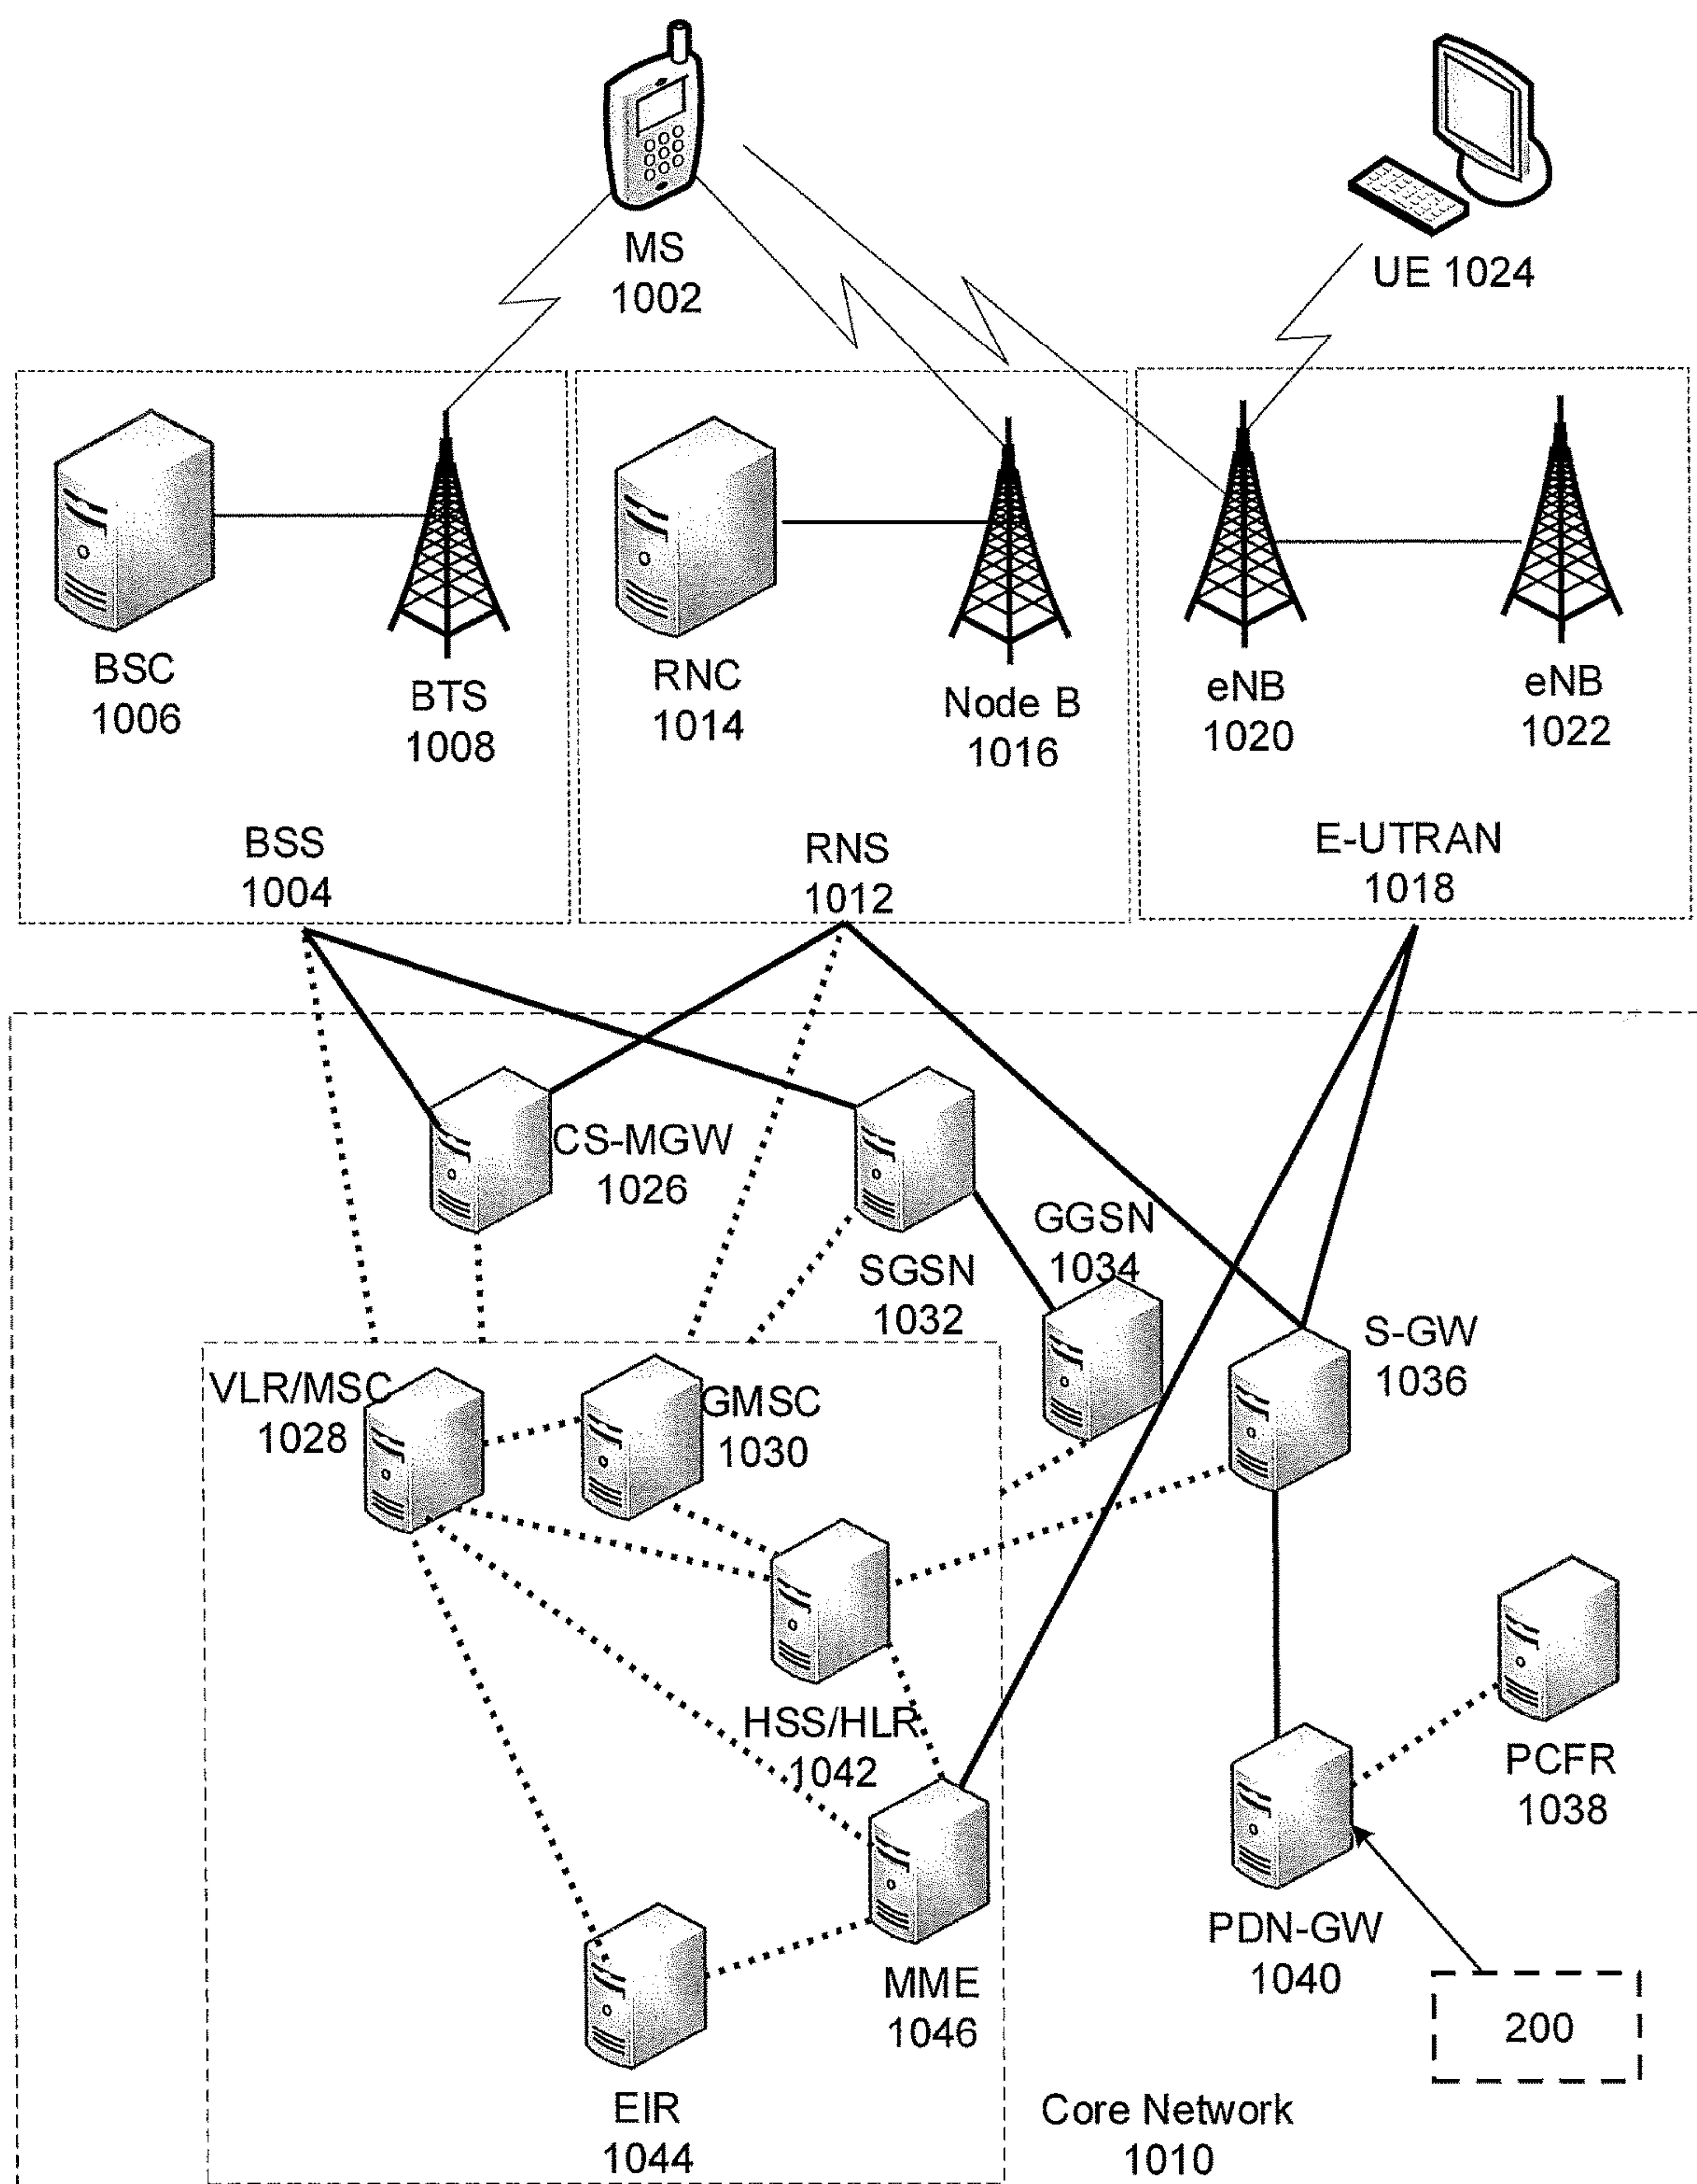 MS
1002
UE 1024
BSC
1006
BTS
1008
RNC
1014
Node B
1016
eNB
1020
eNB
1022
BSS
1004
RNS
1012
E-UTRAN
1018
CS-MGW
1026
SGSN
1032
GGSN
1034
S-GW
1036
VLR/MSC
1028
GMSC
1030
HSS/HLR
1042
PCFR
1038
PDN-GW
1040
MME
1046
200
EIR
1044
Core Network
1010